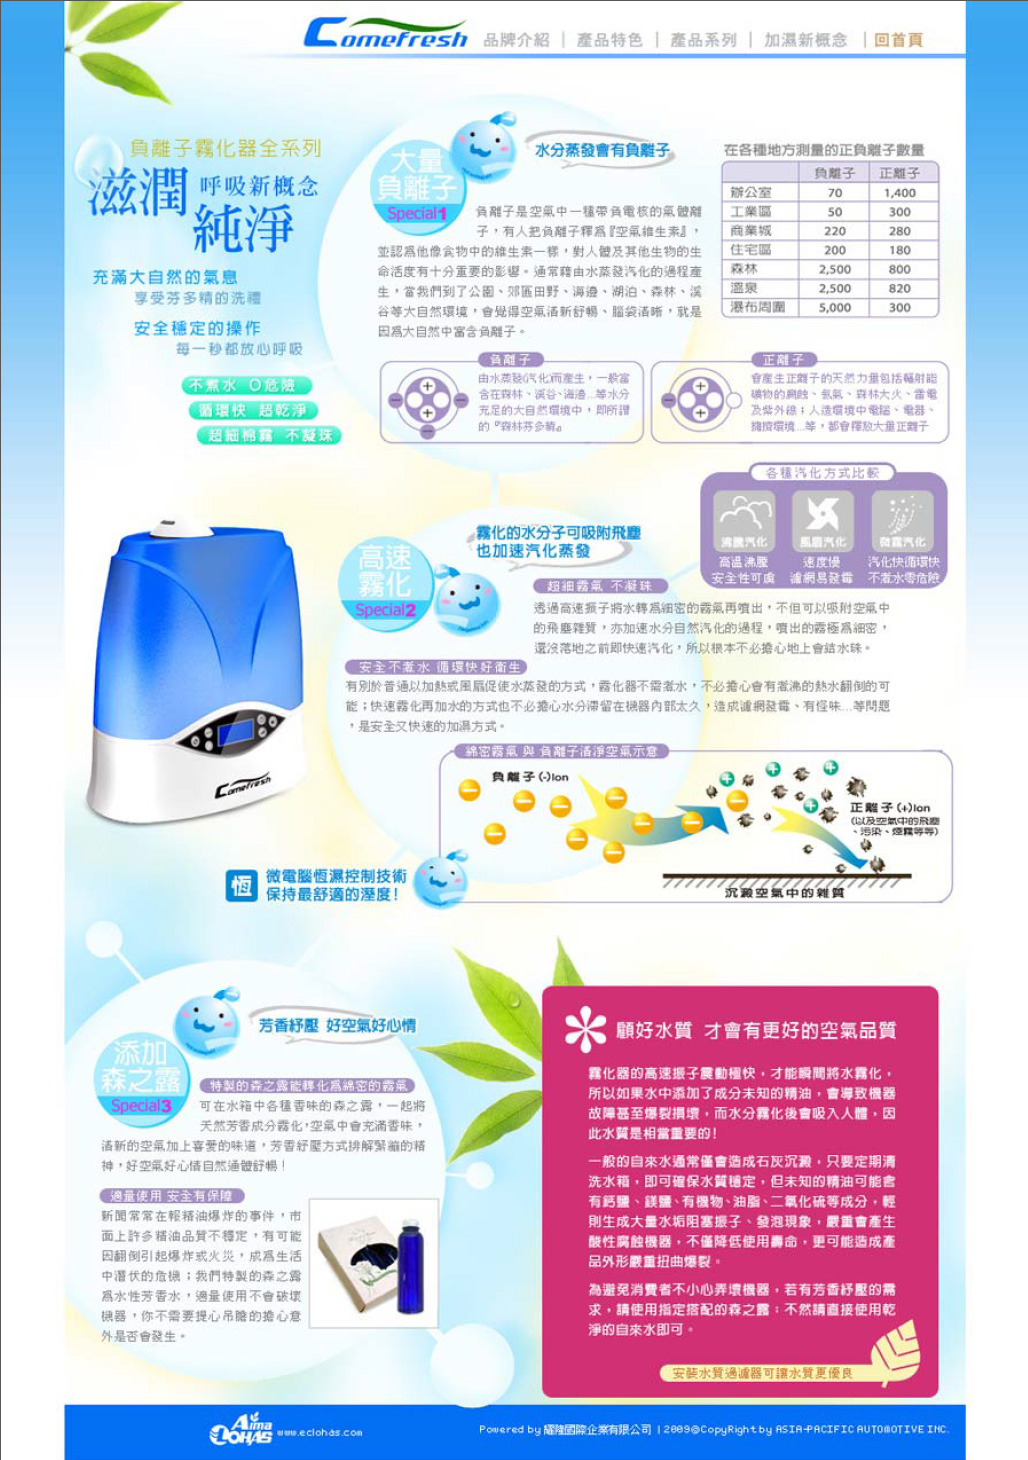 Comefresh
品牌介紹 | 產品特色 | 產品系列 | 加濕新概念 | 回首頁
負離子霧化器全系列
滋潤 呼吸新概念
純淨
充滿大自然的氣息
享受芬多精的洗禮
安全穩定的操作
每一秒都放心呼吸
不煮水 0危險
循環快 超乾淨
超細棉霧 不凝珠
大量
負離子
Special1
水分蒸發會有負離子
負離子是空氣中一種帶負電核的氣體離
子，有人把負離子釋為『空氣維生素』，
並認為他像食物中的維生素一樣，對人體及其他生物的生
命活度有十分重要的影響。通常藉由水蒸發汽化的過程產
生，當我們到了公園、郊區田野、海邊、湖泊、森林、溪
谷等大自然環境，會覺得空氣清新舒暢、腦袋清晰，就是
因為大自然中富含負離子。
在各種地方測量的正負離子數量
負離子 正離子
辦公室 70 1,400
工業區 50 300
商業城 220 280
住宅區 200 180
森林 2,500 800
溫泉 2,500 820
瀑布周圍 5,000 300
負離子
由水蒸發(汽化)而產生，一般富
含在森林、溪谷、海邊...等水分
充足的大自然環境中，即所謂
的『森林芬多精』
正離子
會產生正離子的天然力量包括輻射能
礦物的腐蝕、氡氣、森林大火、雷電
及紫外線；人造環境中電腦、電器、
擁擠環境...等，都會釋放大量正離子
各種汽化方式比較
沸騰汽化 風扇汽化 微霧汽化
高溫沸騰 速度慢 汽化快循環快
安全性可慮 濾網易發霉 不煮水零危險
高速
霧化
Special2
霧化的水分子可吸附飛塵
也加速汽化蒸發
超細霧氣 不凝珠
透過高速振子將水轉為細密的霧氣再噴出，不但可以吸附空氣中
的飛塵雜質，亦加速水分自然汽化的過程，噴出的霧極為細密，
還沒落地之前即快速汽化，所以根本不必擔心地上會結水珠。
安全不煮水 循環快好衛生
有別於普通以加熱或風扇促使水蒸發的方式，霧化器不需煮水，不必擔心會有煮沸的熱水翻倒的可
能；快速霧化再加水的方式也不必擔心水分滯留在機器內部太久，造成濾網發霉、有怪味...等問題
，是安全又快速的加濕方式。
Comefresh
綿密霧氣 與 負離子清淨空氣示意
負離子(-)Ion
正離子(+)Ion
(以及空氣中的飛塵
、污染、煙霧等等)
沉澱空氣中的雜質
恆 微電腦恆濕控制技術
保持最舒適的溼度!
添加
森之露
Special3
芳香紓壓 好空氣好心情
特製的森之露能轉化為綿密的霧氣
可在水箱中各種香味的森之露，一起將
天然芳香成分霧化，空氣中會充滿香味，
清新的空氣加上喜愛的味道，芳香紓壓方式排解緊繃的精
神，好空氣好心情自然通體舒暢！
適量使用 安全有保障
新聞常常在報精油爆炸的事件，市
面上許多精油品質不穩定，有可能
因翻倒引起爆炸或火災，成為生活
中潛伏的危機；我們特製的森之露
為水性芳香水，適量使用不會破壞
機器，你不需要提心吊膽的擔心意
外是否會發生。
顧好水質 才會有更好的空氣品質
霧化器的高速振子震動極快，才能瞬間將水霧化，
所以如果水中添加了成分未知的精油，會導致機器
故障甚至爆裂損壞，而水分霧化後會吸入人體，因
此水質是相當重要的!
一般的自來水通常僅會造成石灰沉澱，只要定期清
洗水箱，即可確保水質穩定，但未知的精油可能含
有鈣鹽、鎂鹽、有機物、油脂、二氧化硫等成分，輕
則生成大量水垢阻塞振子、發泡現象，嚴重會產生
酸性腐蝕機器，不僅降低使用壽命，更可能造成產
品外形嚴重扭曲爆裂。
為避免消費者不小心弄壞機器，若有芳香紓壓的需
求，請使用指定搭配的森之露；不然請直接使用乾
淨的自來水即可。
安裝水質過濾器可讓水質更優良
Aima
LOHAS www.eclohas.com
Powered by 國際企業有限公司 | 2009@CopyRight by ASIA-PACIFIC AUTOMOTIVE INC.